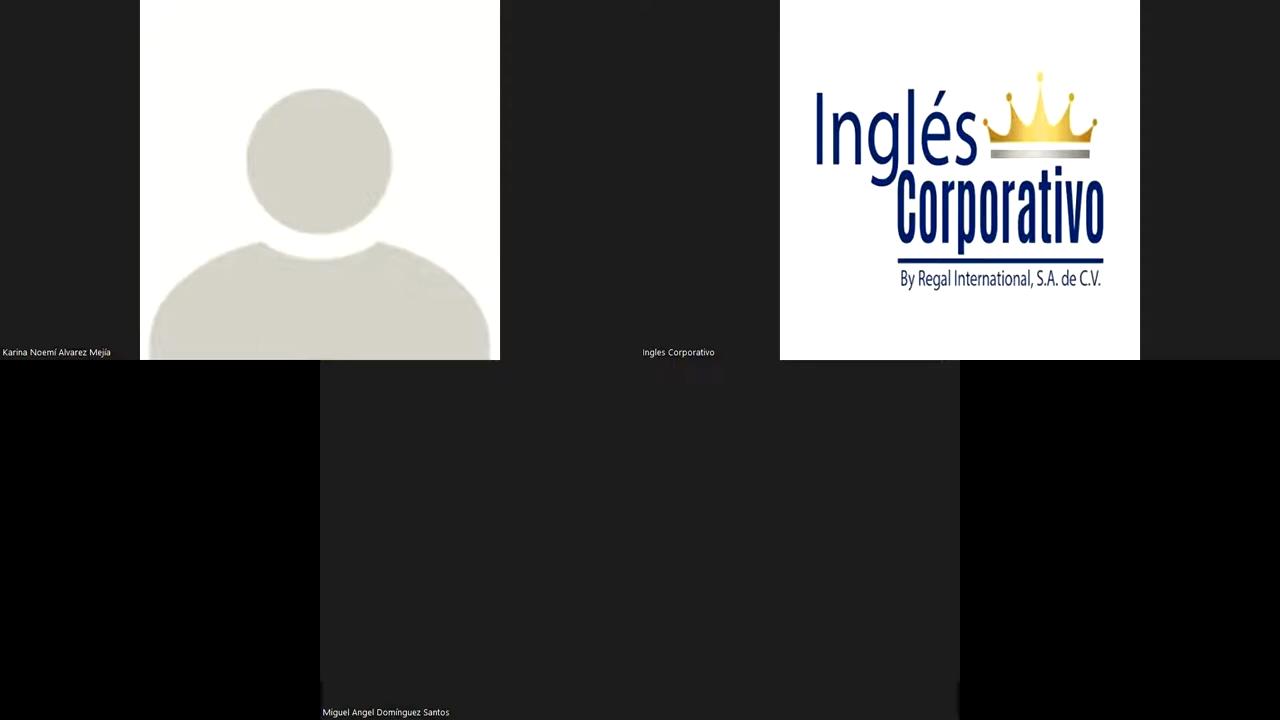 Inglés
Corporativo
By Regal International, S.A. de C.V.
Karina Noemí Alvarez Mejía
Ingles Corporativo
Miguel Angel Domínguez Santos